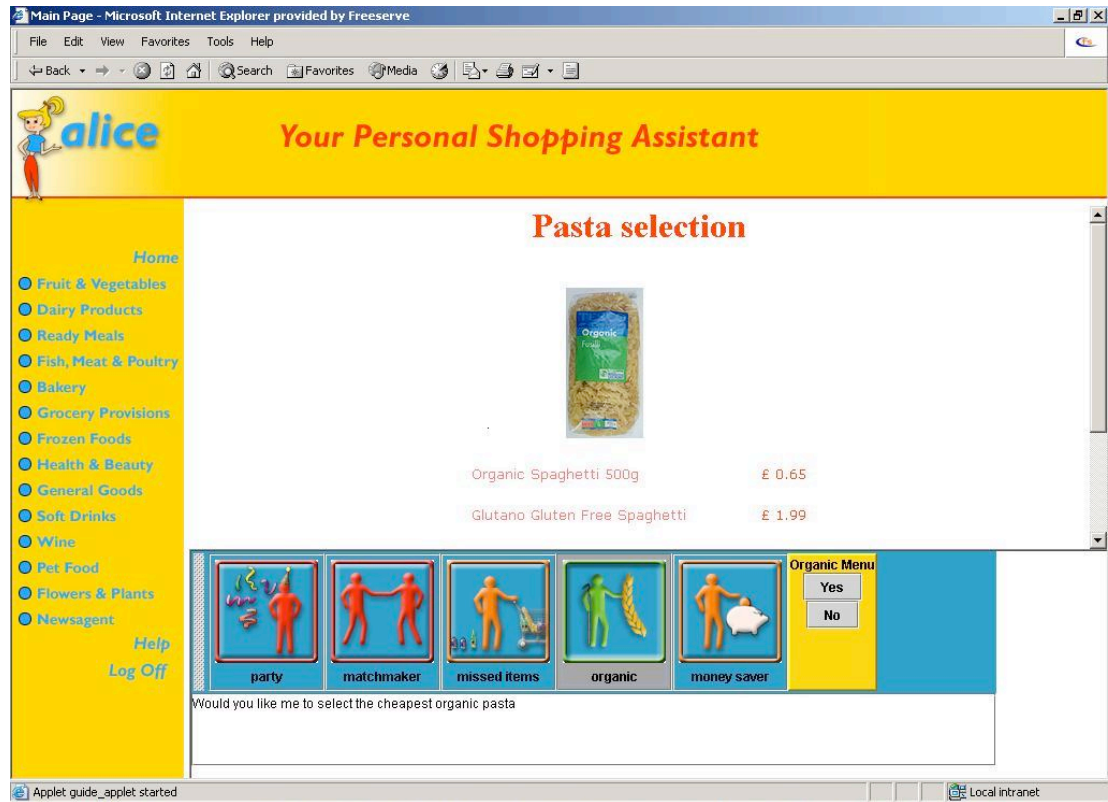 Main Page - Microsoft Internet Explorer provided by Freeserve
File Edit View Favorites Tools Help
Back Search Favorites Media
alice
Your Personal Shopping Assistant
Pasta selection
Home
Fruit & Vegetables
Dairy Products
Ready Meals
Fish, Meat & Poultry
Bakery
Grocery Provisions
Frozen Foods
Health & Beauty
General Goods
Soft Drinks
Wine
Pet Food
Flowers & Plants
Newsagent
Help
Log Off
Organic
Fusilli
Organic Spaghetti 500g £ 0.65
Glutano Gluten Free Spaghetti £ 1.99
party matchmaker missed items organic money saver
Organic Menu
Yes
No
Would you like me to select the cheapest organic pasta
Applet guide_applet started Local intranet